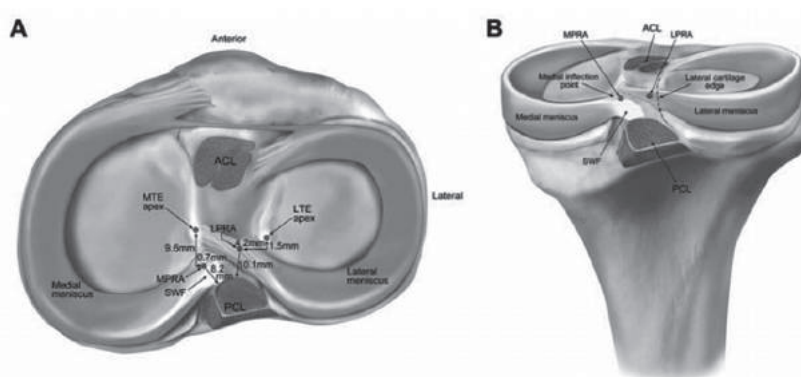 A
Anterior
ACL
MTE
apex
LTE
apex
Lateral
LPRA
4.2mm
1.5mm
9.6mm
10.1mm
0.7mm
8.2
mm
MPRA
SWF
Medial
meniscus
Lateral
meniscus
PCL
B
MPRA
ACL
LPRA
Medial inflection
point
Lateral cartilage
edge
Medial meniscus
Lateral meniscus
SWF
PCL